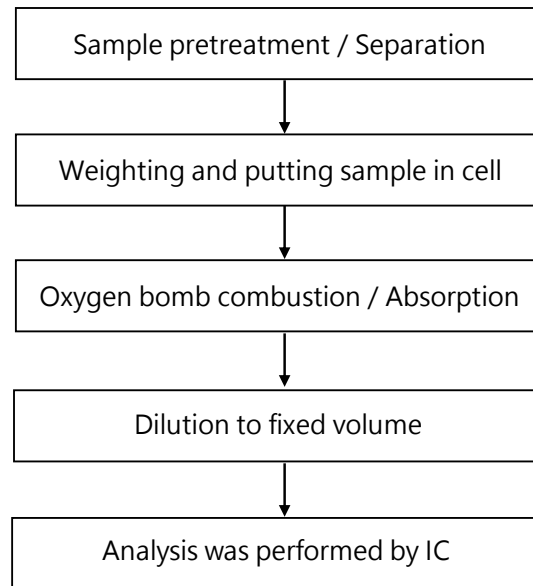 Sample pretreatment / Separation
Weighting and putting sample in cell
Oxygen bomb combustion / Absorption
Dilution to fixed volume
Analysis was performed by IC